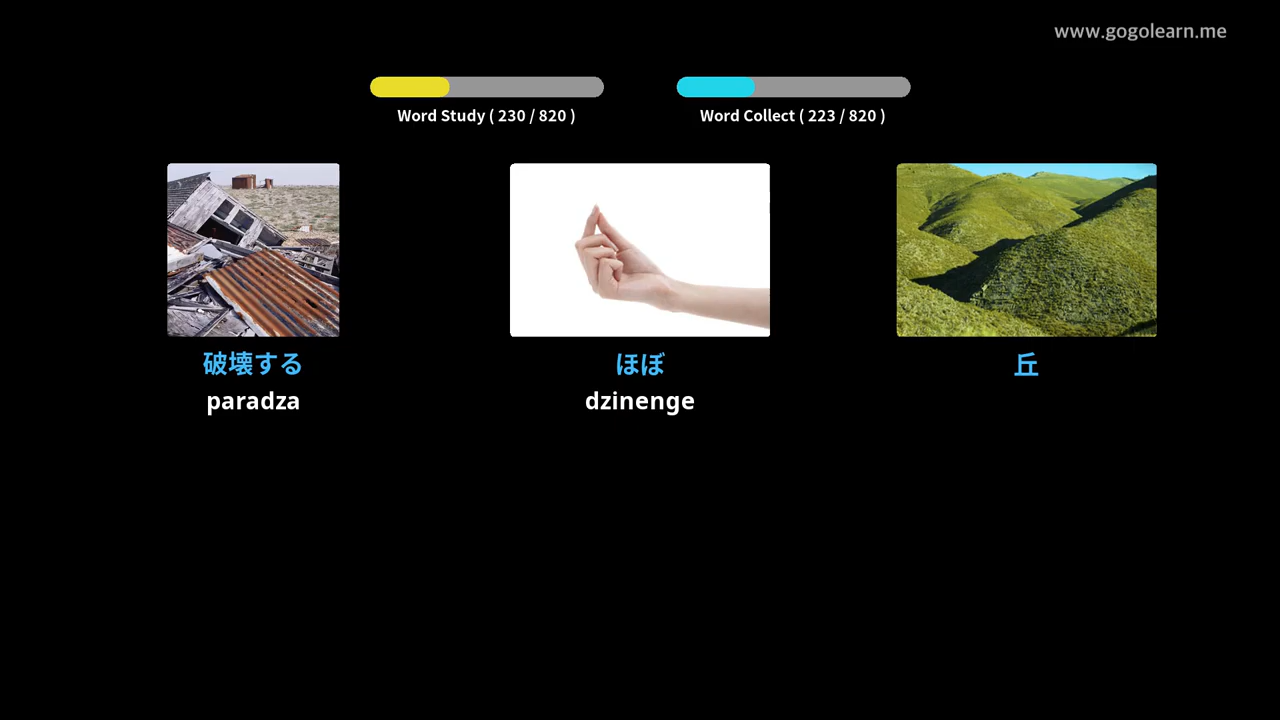 www.gogolearn.me
Word Study ( 230 / 820 )
Word Collect ( 223 / 820 )
破壊する
ほぼ
丘
paradza
dzinenge